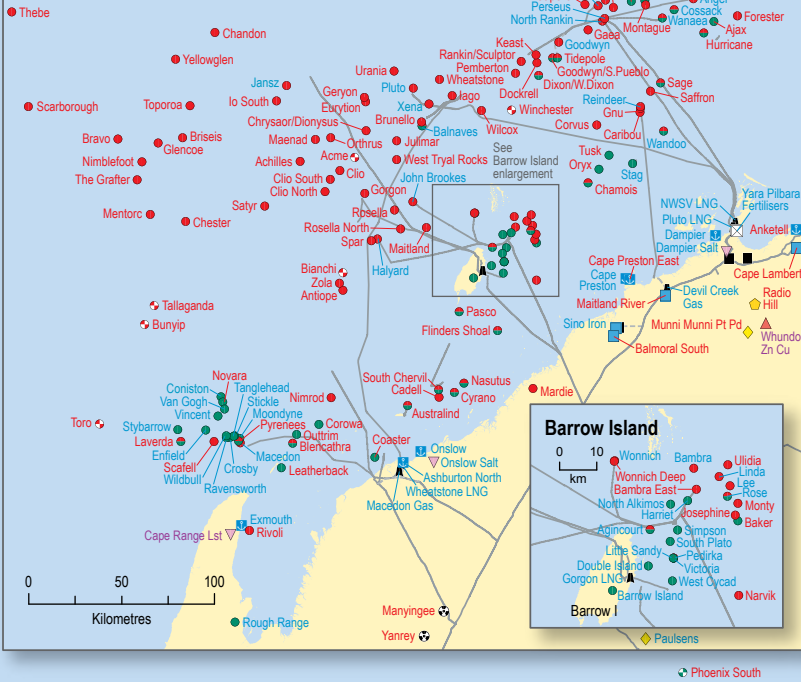 Thebe
Chandon
Yellowglen
Scarborough
Toporoa
Jansz
Io South
Urania
Geryon
Eurytion
Pluto
Chrysaor/Dionysus
Xena
Brunello
Balnaves
Bravo
Briseis
Glencoe
Nimblefoot
The Grafter
Mentorc
Chester
Maenad
Orthrus
Acme
Achilles
Clio
Clio South
Clio North
Satyr
Julimar
West Tryal Rocks
Gorgon
John Brookes
Rosella
Rosella North
Spar
Maitland
Halyard
Bianchi
Zola
Antiope
Tallaganda
Bunyip
Perseus
North Rankin
Keast
Rankin/Sculptor
Pemberton
Wheatstone
Iago
Dockrell
Wilcox
Winchester
Goodwyn
Gaea
Tidepole
Goodwyn/S.Pueblo
Dixon/W.Dixon
Montague
Angel
Cossack
Wanaea
Forester
Ajax
Hurricane
Sage
Saffron
Reindeer
Gnu
Corvus
Caribou
Wandoo
Tusk
Oryx
Stag
Chamois
See
Barrow Island
enlargement
NWSV LNG
Pluto LNG
Dampier
Dampier Salt
Yara Pilbara
Fertilisers
Anketell
Cape Lambert
Cape Preston East
Cape
Preston
Maitland River
Devil Creek
Gas
Radio
Hill
Munni Munni Pt Pd
Whundo
Zn Cu
Sino Iron
Balmoral South
Pasco
Flinders Shoal
Mardie
South Chervil
Cadell
Nasutus
Cyrano
Australind
Nimrod
Novara
Coniston
Van Gogh
Vincent
Tanglehead
Stickle
Moondyne
Pyrenees
Stybarrow
Laverda
Enfield
Scafell
Wildbull
Crosby
Ravensworth
Macedon
Corowa
Outtrim
Blencathra
Leatherback
Toro
Coaster
Onslow
Onslow Salt
Ashburton North
Wheatstone LNG
Macedon Gas
Cape Range Lst
Exmouth
Rivoli
Rough Range
Manyingee
Yanrey
0 50 100
Kilometres
Barrow Island
0 10
km
Wonnich
Wonnich Deep
Bambra
Bambra East
Ulidia
Linda
Lee
Rose
Monty
North Alkimos
Harriet
Josephine
Baker
Agincourt
Simpson
South Plato
Little Sandy
Pedirka
Double Island
Victoria
Gorgon LNG
West Cycad
Barrow Island
Barrow I
Narvik
Paulsens
Phoenix South